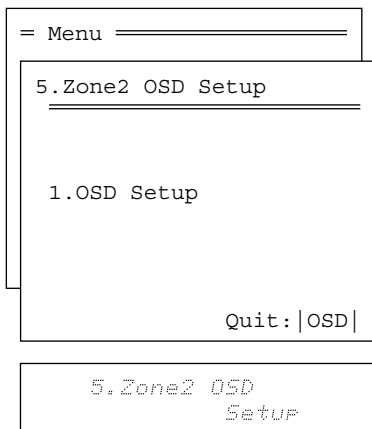 = Menu
5.Zone2 OSD Setup
1.OSD Setup
Quit:|OSD|
5.Zone2 OSD
Setup